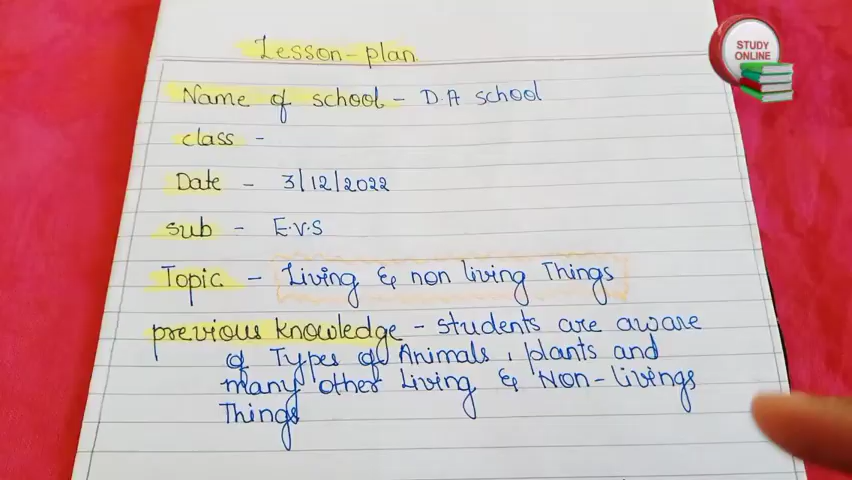 Lesson-plan
STUDY
ONLINE
Name of school - D.A school
class -
Date - 3/12/2022
sub - E.V.S
Topic - Living & non living Things
previous knowledge - students are aware
of Types of Animals, plants and
many other Living & Non-livings
Things